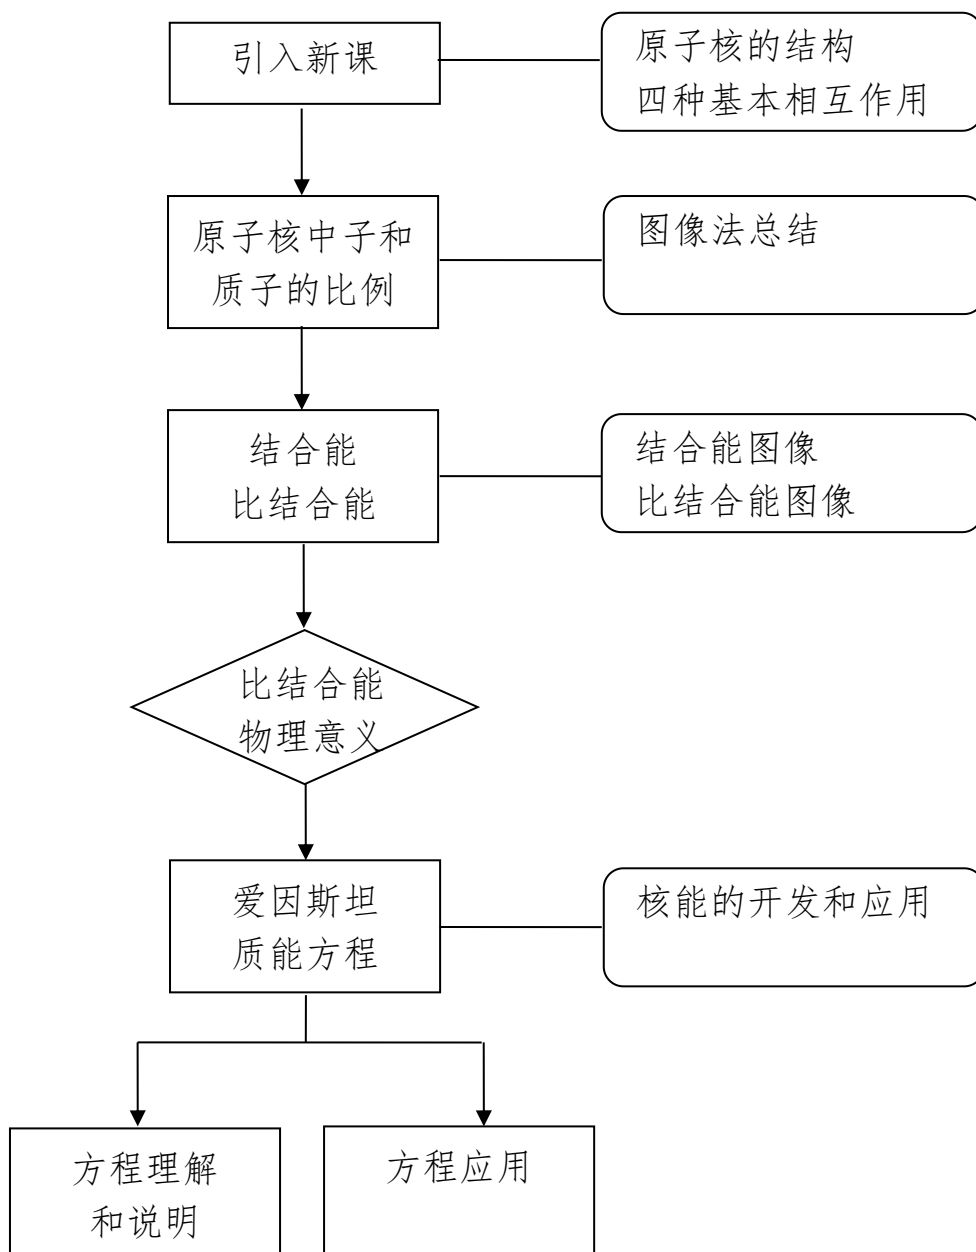 引入新课
原子核的结构
四种基本相互作用
原子核中子和
质子的比例
图像法总结
结合能
比结合能
结合能图像
比结合能图像
比结合能
物理意义
爱因斯坦
质能方程
核能的开发和应用
方程理解
和说明
方程应用